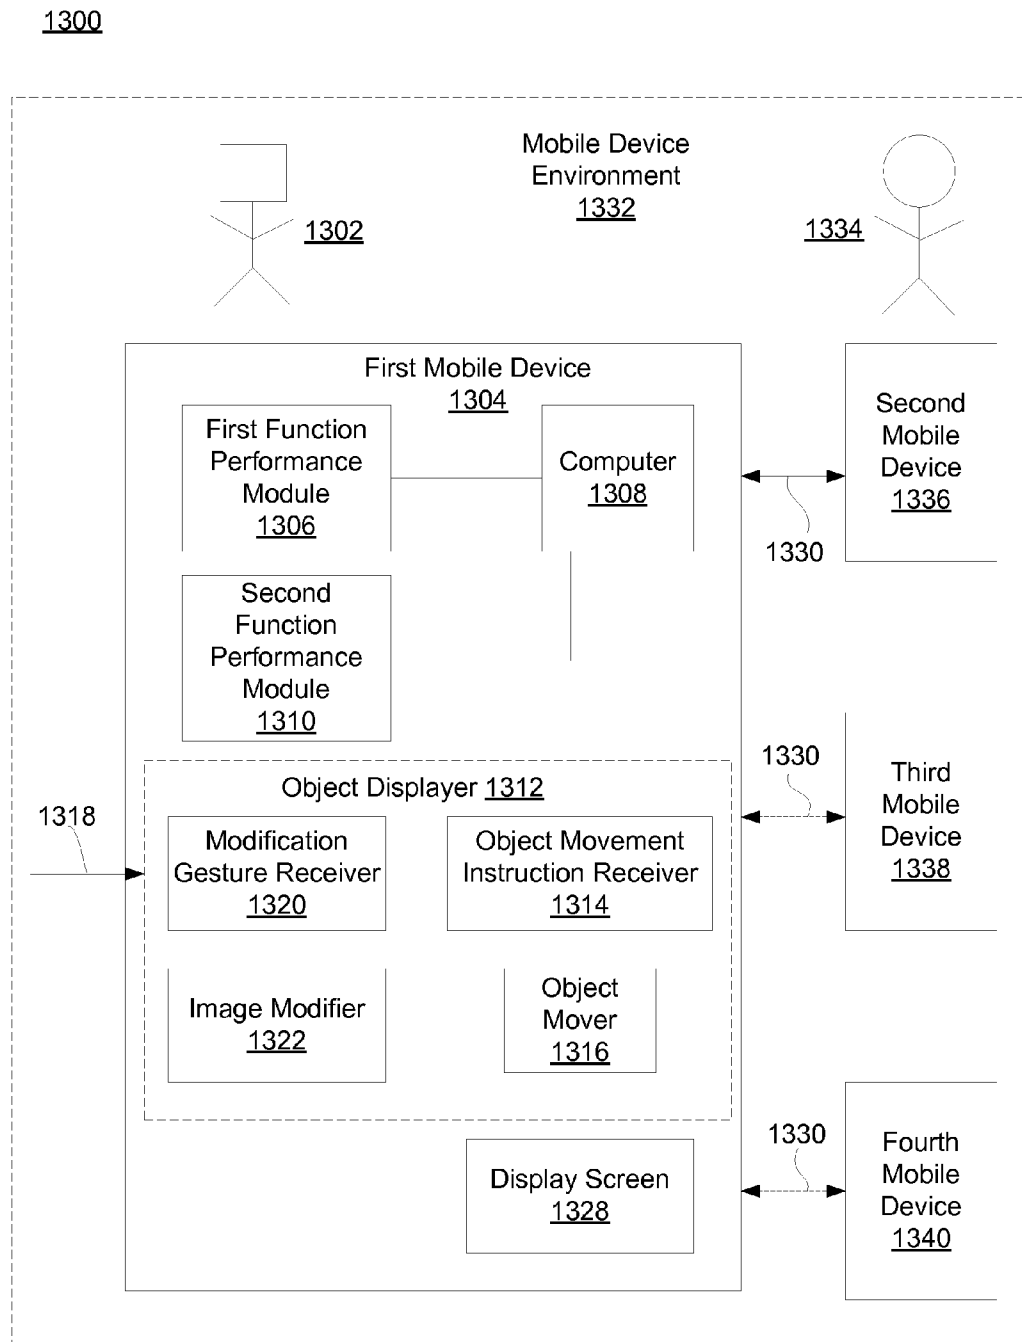 1300
Mobile Device
Environment
1332
1302
1334
First Mobile Device
1304
First Function
Performance
Module
1306
Computer
1308
Second
Mobile
Device
1336
1330
Second
Function
Performance
Module
1310
1330
Third
Mobile
Device
1338
Object Displayer 1312
1318
Modification
Gesture Receiver
1320
Object Movement
Instruction Receiver
1314
Image Modifier
1322
Object
Mover
1316
1330
Fourth
Mobile
Device
1340
Display Screen
1328